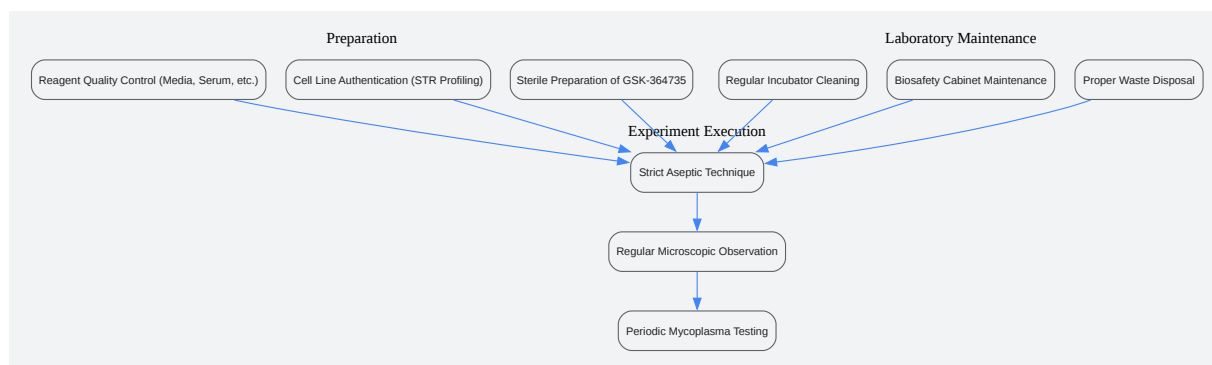 Preparation
Laboratory Maintenance
Reagent Quality Control (Media, Serum, etc.)
Cell Line Authentication (STR Profiling)
Sterile Preparation of GSK-364735
Regular Incubator Cleaning
Biosafety Cabinet Maintenance
Proper Waste Disposal
Experiment Execution
Strict Aseptic Technique
Regular Microscopic Observation
Periodic Mycoplasma Testing